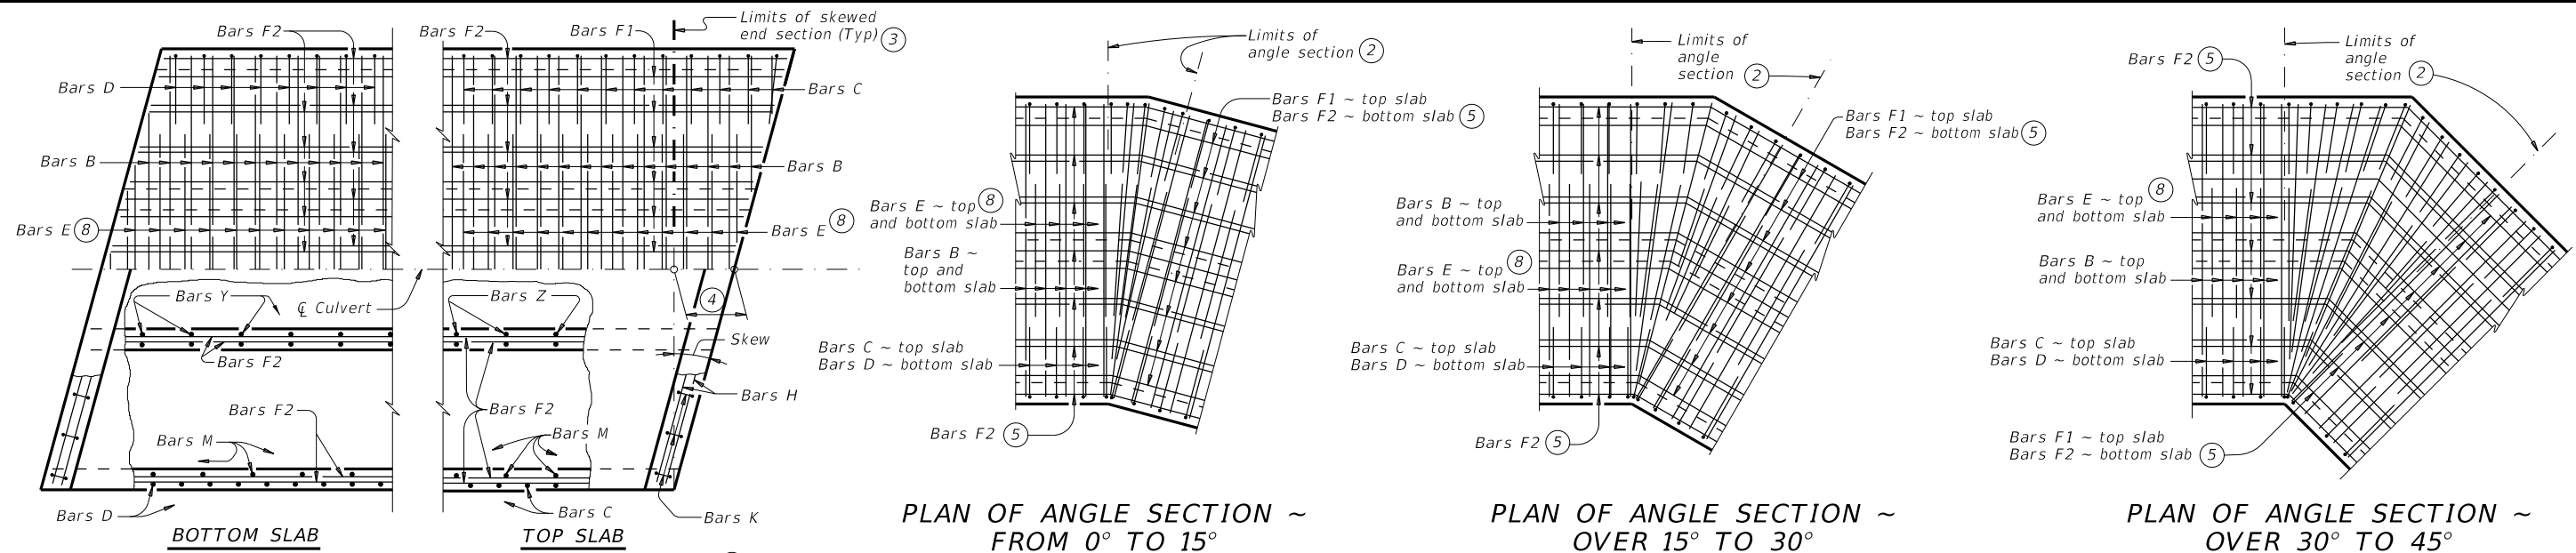 Bars F2
Bars D
Bars B
Bars E 8
Bars Y
℄ Culvert
Bars F2
Bars F2
Bars M
Bars D
BOTTOM SLAB
Bars F2
Bars F1
Limits of skewed
end section (Typ) 3
Bars C
Bars B
Bars E 8
Bars Z
4
Skew
Bars H
Bars F2
Bars M
Bars C
Bars K
TOP SLAB
Limits of
angle section 2
Bars F1 ~ top slab
Bars F2 ~ bottom slab 5
Bars E ~ top 8
and bottom slab
Bars B ~
top and
bottom slab
Bars C ~ top slab
Bars D ~ bottom slab
Bars F2 5
PLAN OF ANGLE SECTION ~
FROM 0° TO 15°
Limits of
angle
section 2
Bars F1 ~ top slab
Bars F2 ~ bottom slab 5
Bars B ~ top
and bottom slab
Bars E ~ top 8
and bottom slab
Bars C ~ top slab
Bars D ~ bottom slab
Bars F2 5
PLAN OF ANGLE SECTION ~
OVER 15° TO 30°
Bars F2 5
Limits of
angle
section 2
Bars E ~ top 8
and bottom slab
Bars B ~ top
and bottom slab
Bars C ~ top slab
Bars D ~ bottom slab
Bars F1 ~ top slab
Bars F2 ~ bottom slab 5
PLAN OF ANGLE SECTION ~
OVER 30° TO 45°